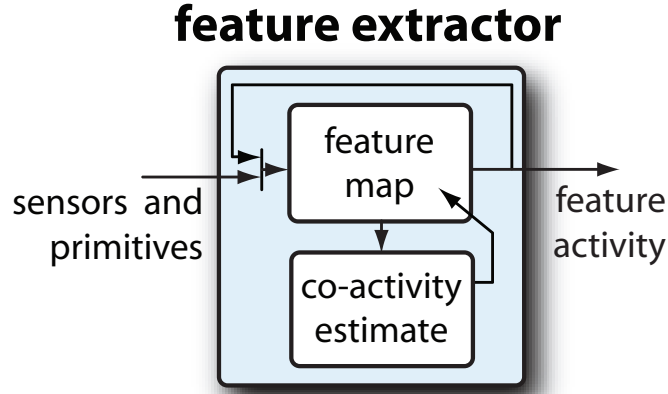 feature extractor
feature
map
sensors and
primitives
feature
activity
co-activity
estimate